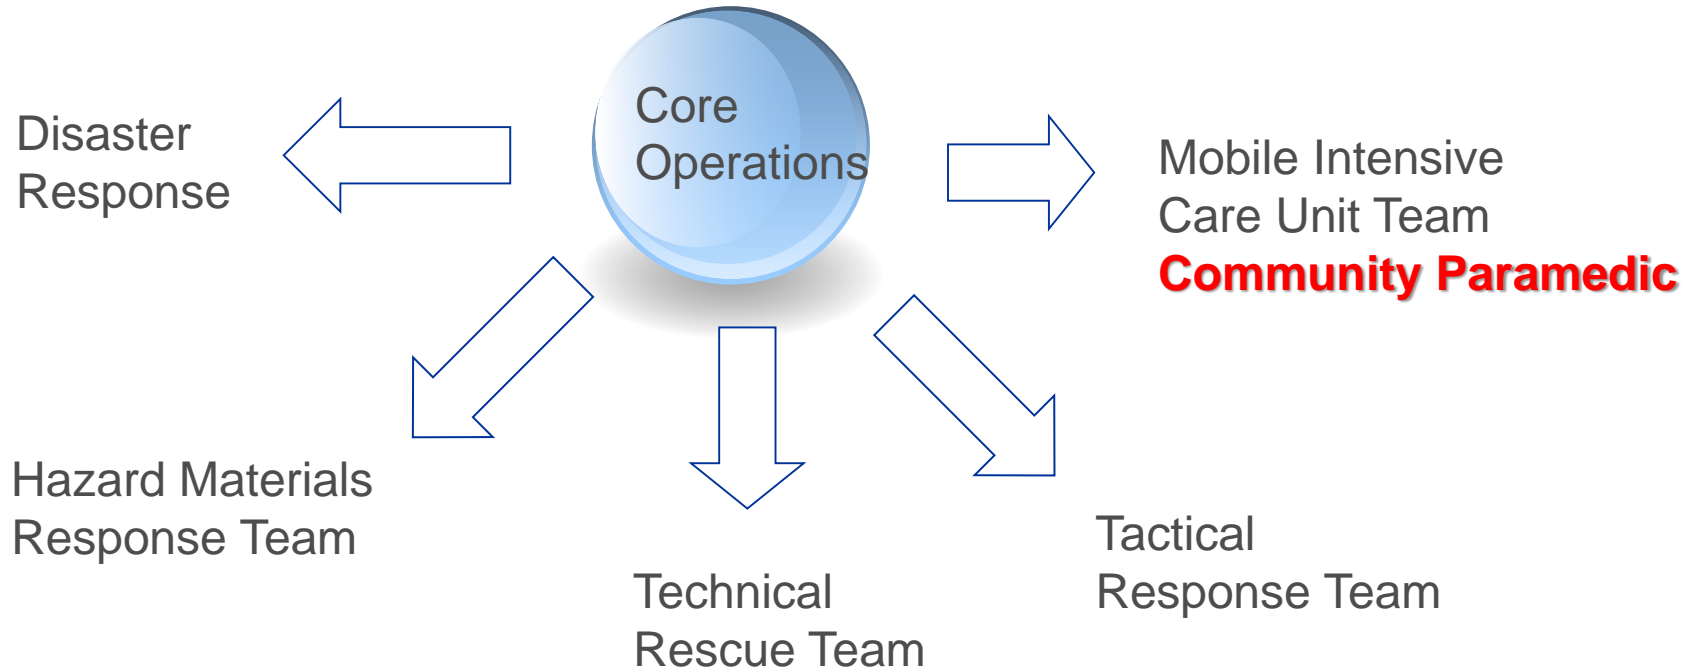 Core
Operations
Disaster
Response
Mobile Intensive
Care Unit Team
Community Paramedic
Hazard Materials
Response Team
Technical
Rescue Team
Tactical
Response Team